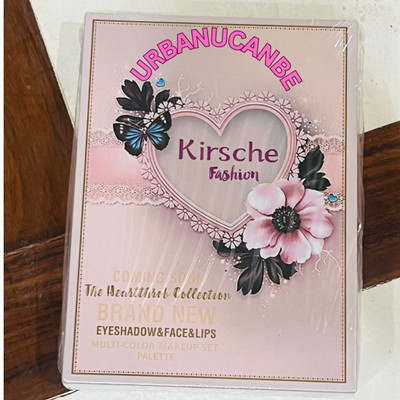 URBANUCANBE
Kirsche
Fashion
COMING SOON
The Heartthrob Collection
BRAND NEW
EYESHADOW&FACE&LIPS
MULTI-COLOR MAKEUP SET
PALETTE